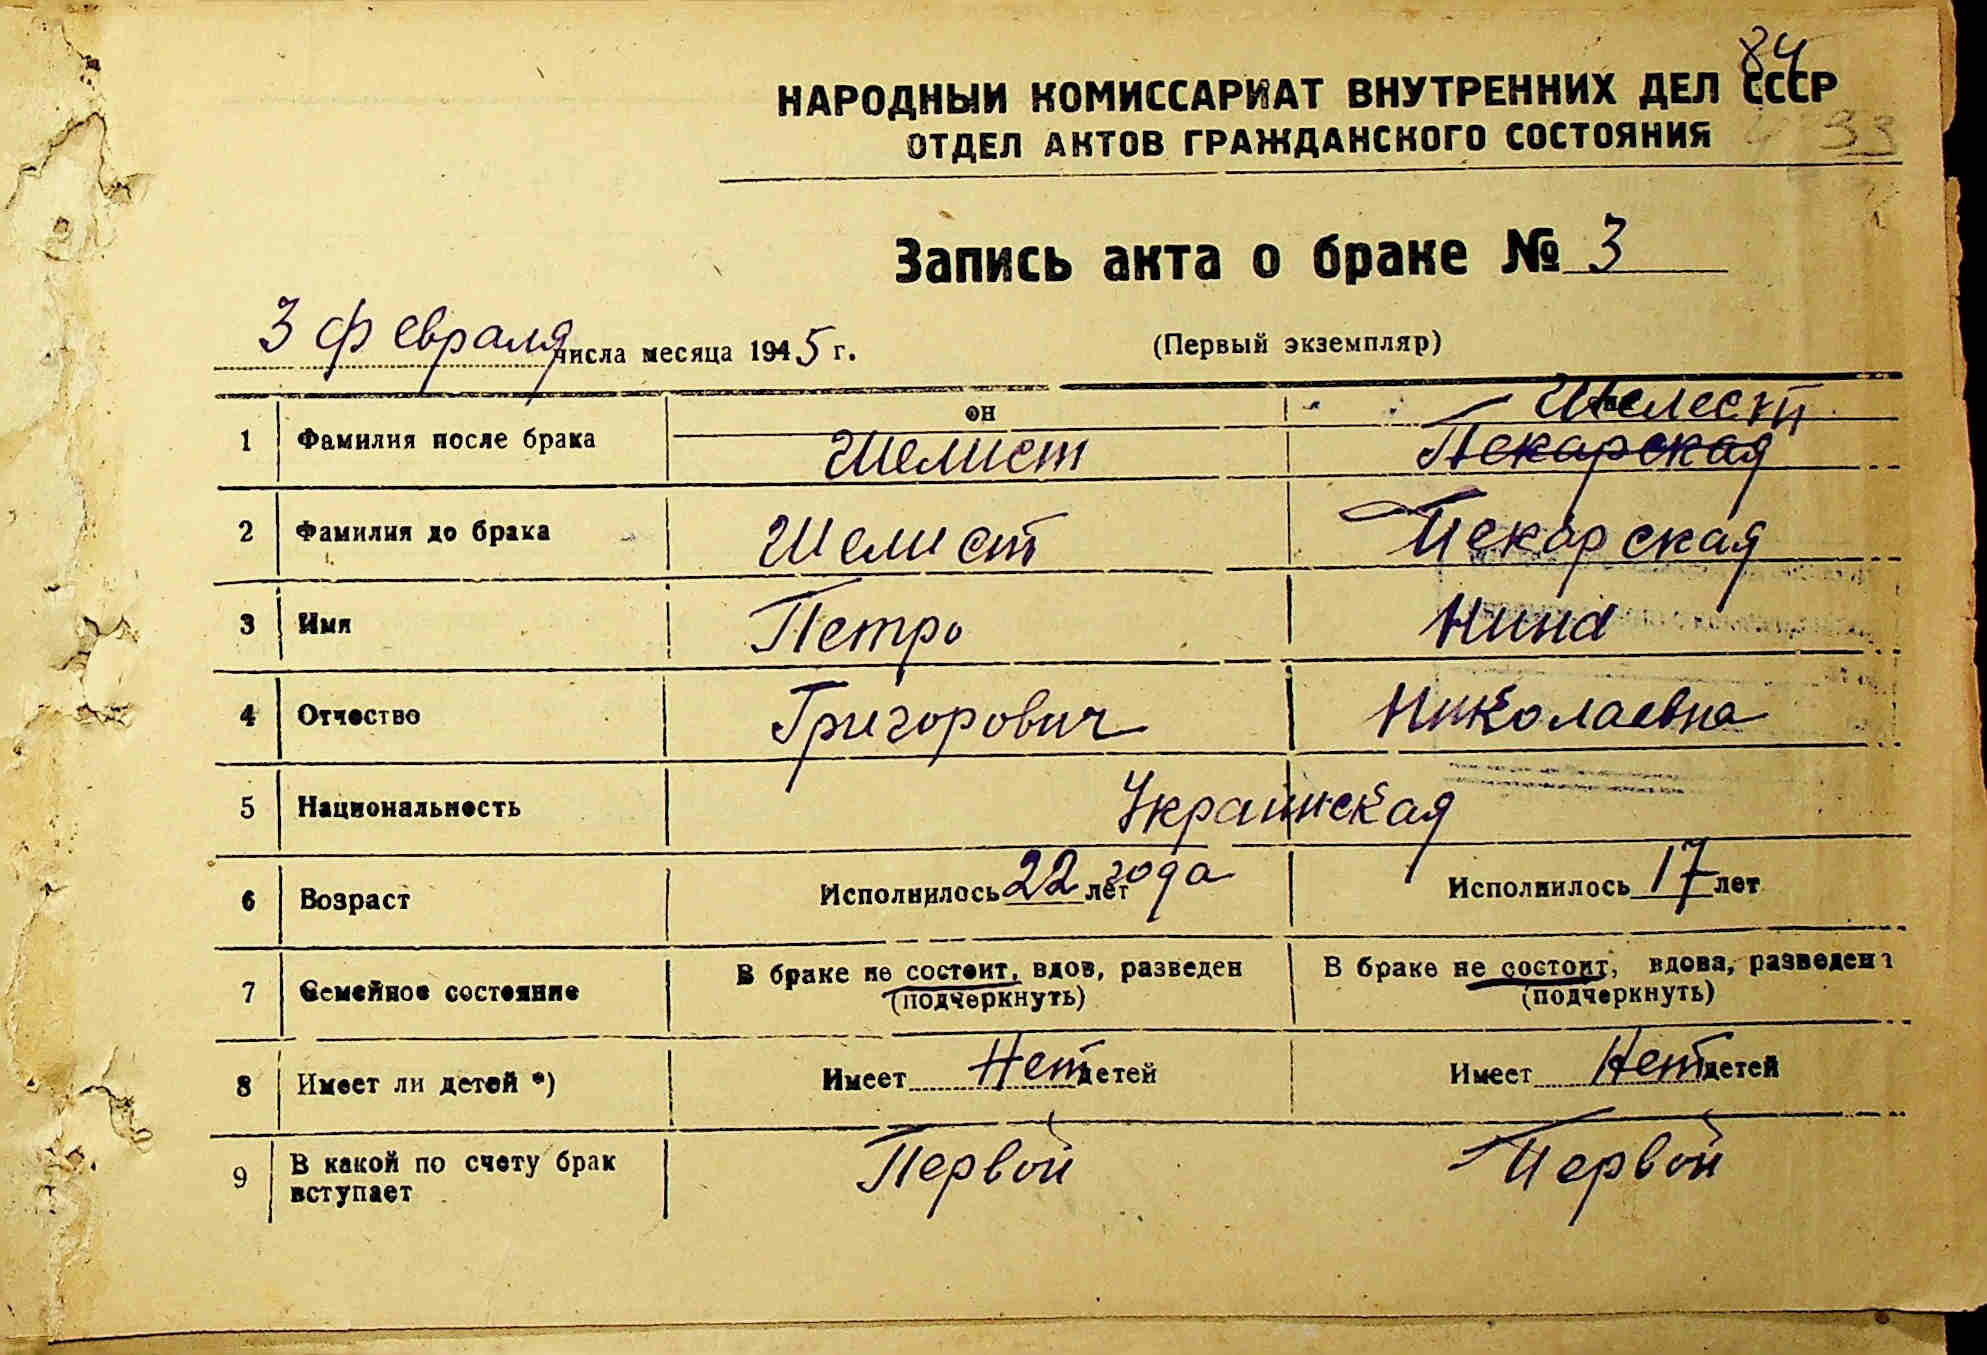 84
НАРОДНЫЙ КОМИССАРИАТ ВНУТРЕННИХ ДЕЛ СССР
ОТДЕЛ АКТОВ ГРАЖДАНСКОГО СОСТОЯНИЯ 33
Запись акта о браке № 3
3 февраля числа месяца 1945 г. (Первый экземпляр)
он Шелест
1 Фамилия после брака Шелист Пекарская
2 Фамилия до брака Шелист Пекарская
3 Имя Петро Нина
4 Отчество Григорович Николаевна
5 Национальность Украинская
6 Возраст Исполнилось 22 года лет Исполнилось 17 лет
7 Семейное состояние В браке не состоит, вдов, разведен В браке не состоит, вдова, разведена
(подчеркнуть) (подчеркнуть)
8 Имеет ли детей *) Имеет Нет детей Имеет Нет детей
9 В какой по счету брак Первой Первой
вступает